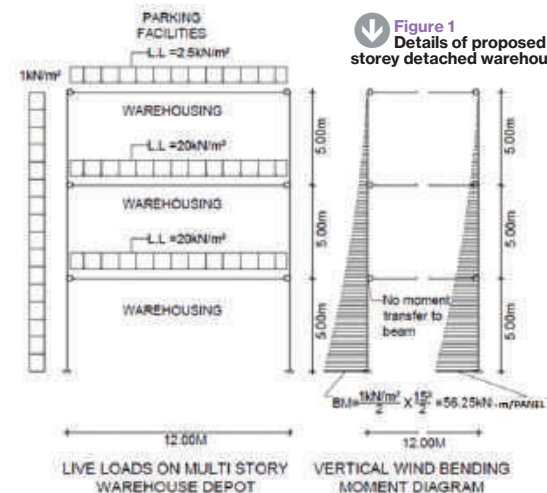 PARKING
FACILITIES
L.L =2.5kN/m²
1kN/m²
Figure 1
Details of proposed
storey detached warehou
WAREHOUSING
L.L =20kN/m²
WAREHOUSING
L.L =20kN/m²
WAREHOUSING
5.00m
5.00m
5.00m
No moment
transfer to
beam
5.00m
5.00m
5.00m
BM= 1kN/m²/2 X 15²/2 =56.25kN-m/PANEL
12.00M
12.00M
LIVE LOADS ON MULTI STORY
WAREHOUSE DEPOT
VERTICAL WIND BENDING
MOMENT DIAGRAM